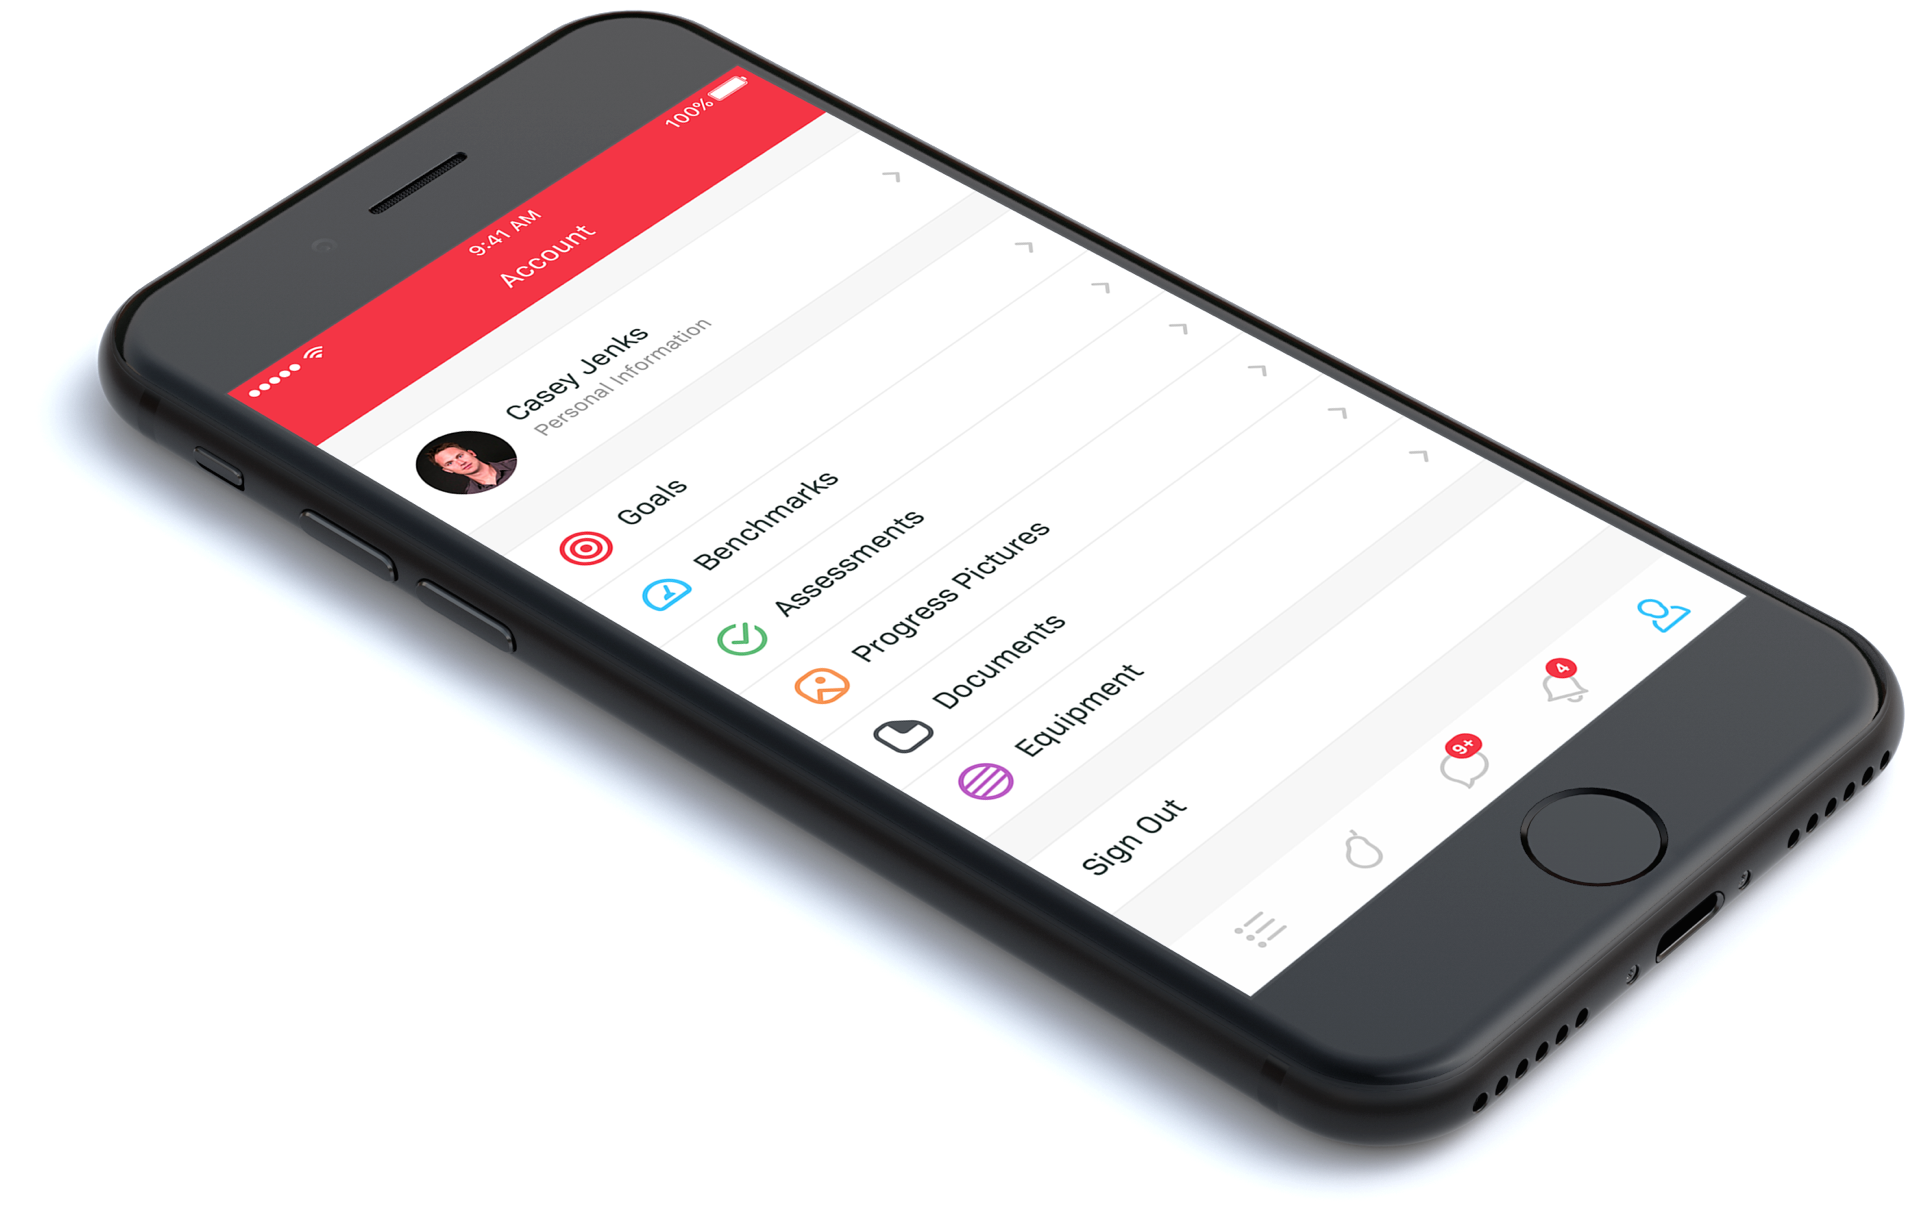 9:41 AM
100%
Account
Casey Jenks
Personal Information
Goals
Benchmarks
Assessments
Progress Pictures
Documents
Equipment
Sign Out
9+
4